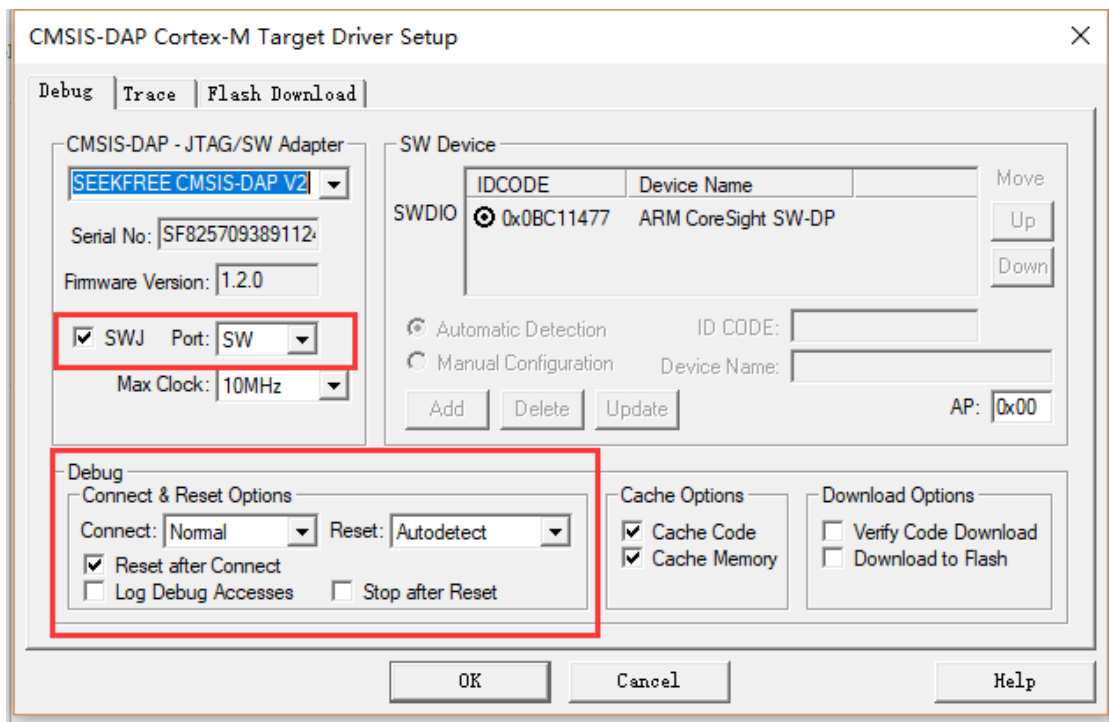 CMSIS-DAP Cortex-M Target Driver Setup
Debug Trace Flash Download
CMSIS-DAP - JTAG/SW Adapter
SEEKFREE CMSIS-DAP V2
Serial No: SF825709389112
Firmware Version: 1.2.0
SWJ Port: SW
Max Clock: 10MHz
SW Device
IDCODE Device Name
SWDIO 0x0BC11477 ARM CoreSight SW-DP
Move
Up
Down
Automatic Detection ID CODE:
Manual Configuration Device Name:
Add Delete Update AP: 0x00
Debug
Connect & Reset Options
Connect: Normal Reset: Autodetect
Reset after Connect
Log Debug Accesses Stop after Reset
Cache Options
Cache Code
Cache Memory
Download Options
Verify Code Download
Download to Flash
OK Cancel Help